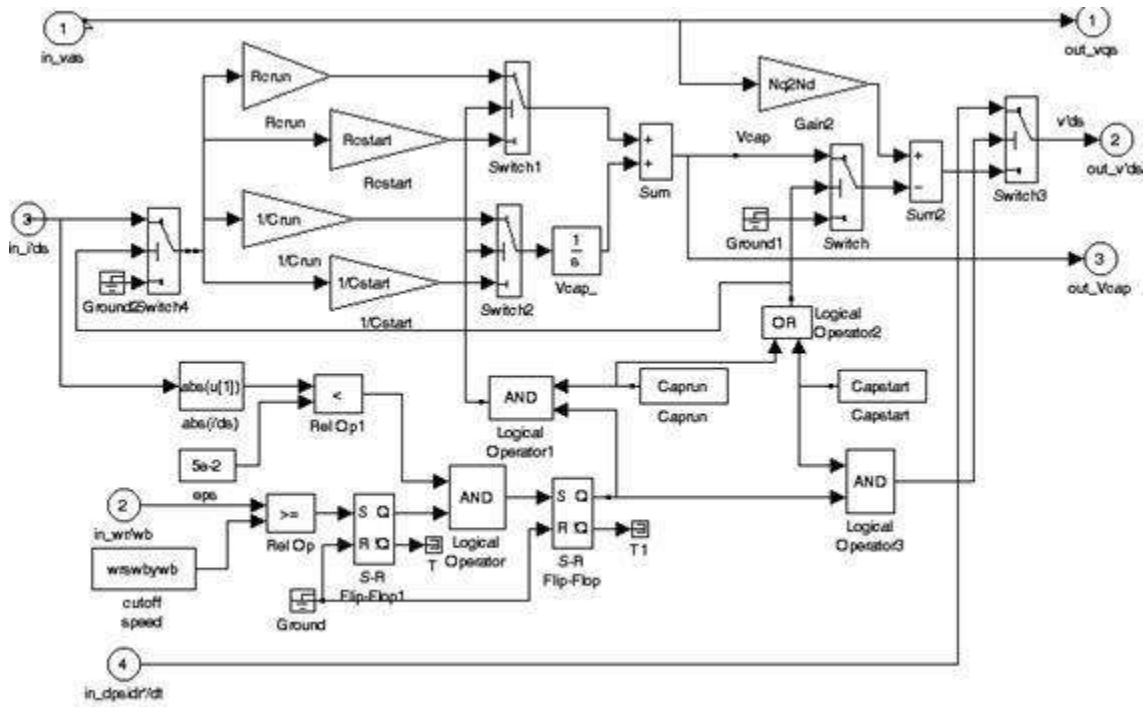 1
in_vas
1
out_vqs
Rcrun
Rcrun
Rcstart
Rcstart
Switch1
Nq2Nd
Gain2
v'ds
2
out_v'ds
Switch3
+
+
Sum
Vcap
+
-
Sum2
Switch
Ground1
3
in_i'ds
1/Crun
1/Crun
1/Cstart
1/Cstart
Switch2
1
s
Vcap_
Ground2
Switch4
3
out_Vcap
OR
Logical
Operator2
abs(u[1])
abs(i'ds)
<
Rel Op1
AND
Logical
Operator1
Caprun
Caprun
Capstart
Capstart
5e-2
eps
2
in_wr/wb
>=
Rel Op
S Q
R !Q
S-R
Flip-Flop1
T
AND
Logical
Operator
S Q
R !Q
S-R
Flip-Flop
T1
AND
Logical
Operator3
wrswbywb
cutoff
speed
Ground
4
in_dpsidr'/dt